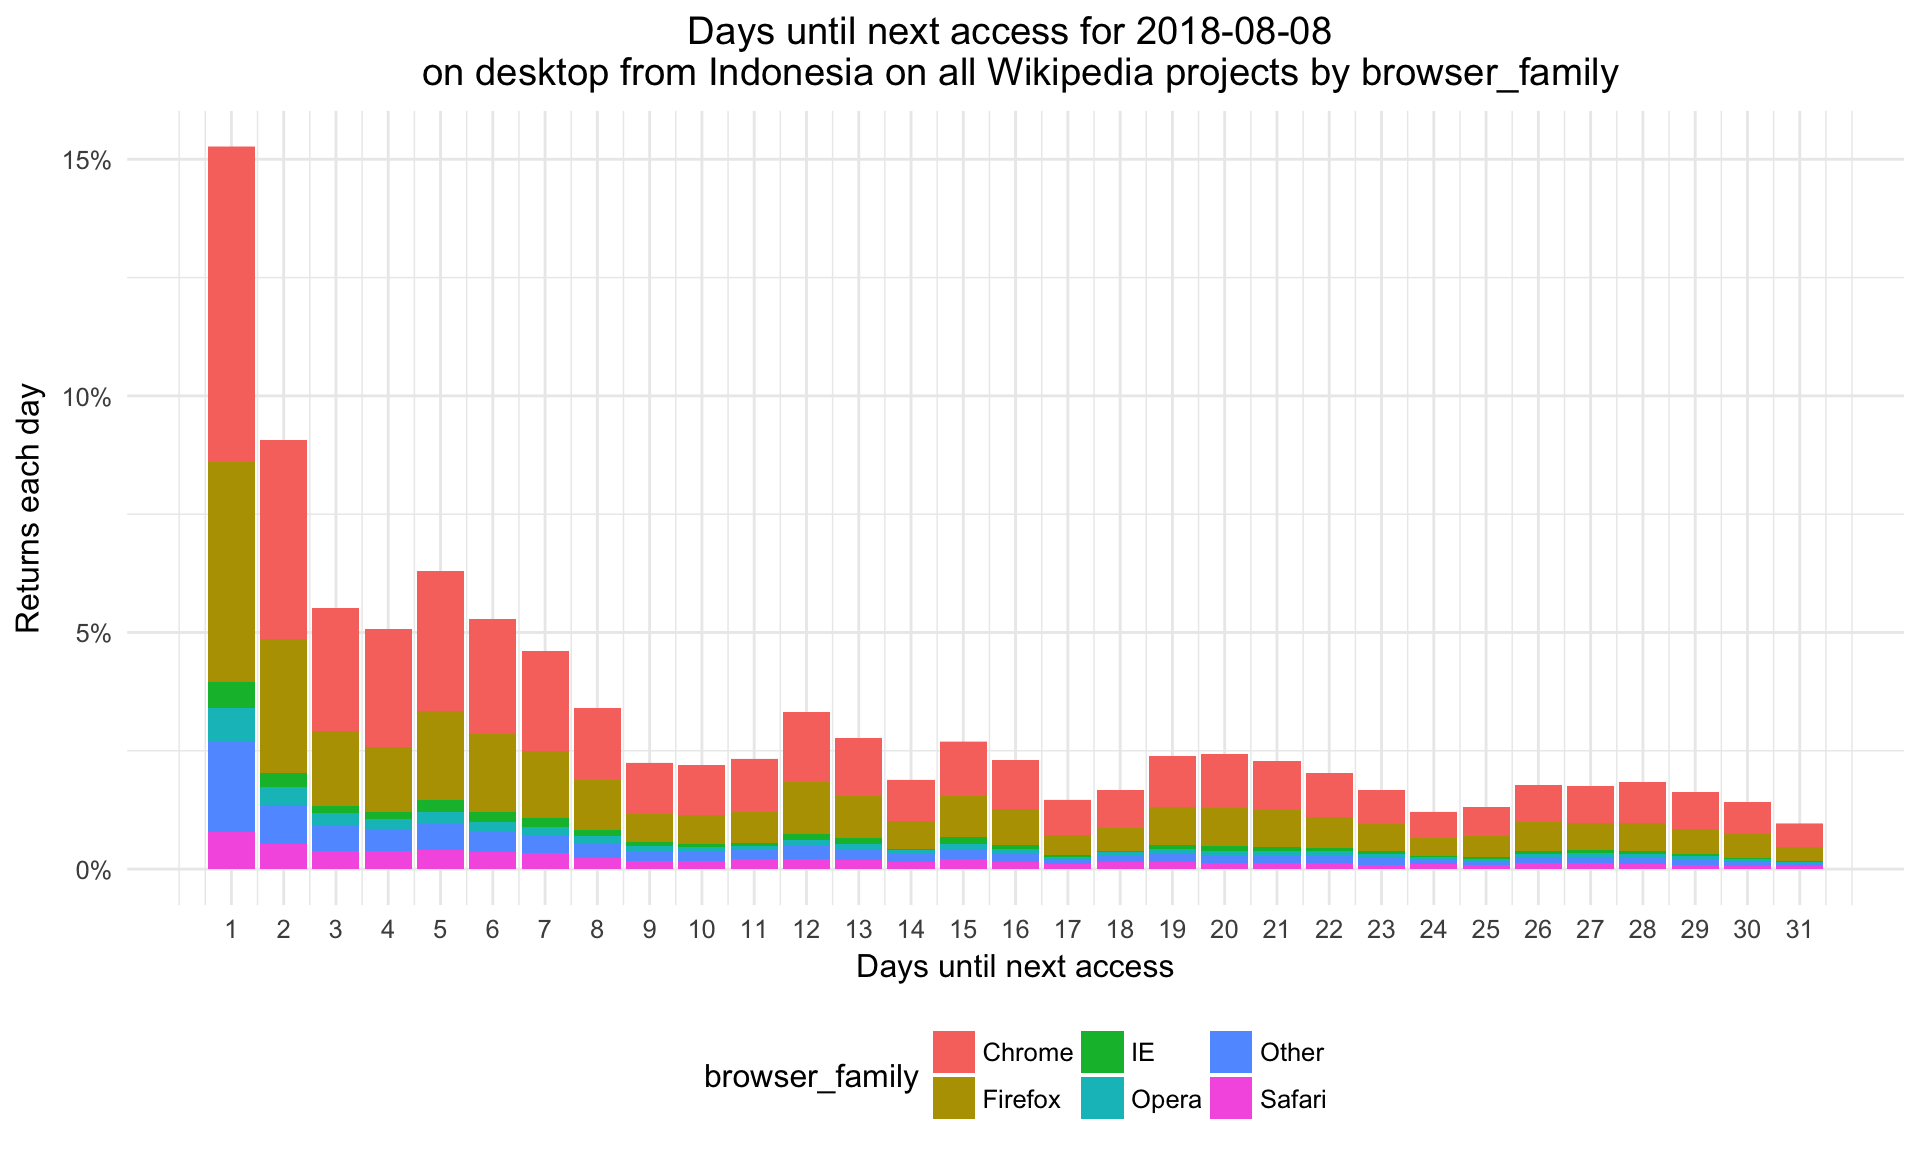 Days until next access for 2018-08-08
on desktop from Indonesia on all Wikipedia projects by browser_family
Returns each day
15%
10%
5%
0%
1 2 3 4 5 6 7 8 9 10 11 12 13 14 15 16 17 18 19 20 21 22 23 24 25 26 27 28 29 30 31
Days until next access
browser_family
Chrome IE Other
Firefox Opera Safari